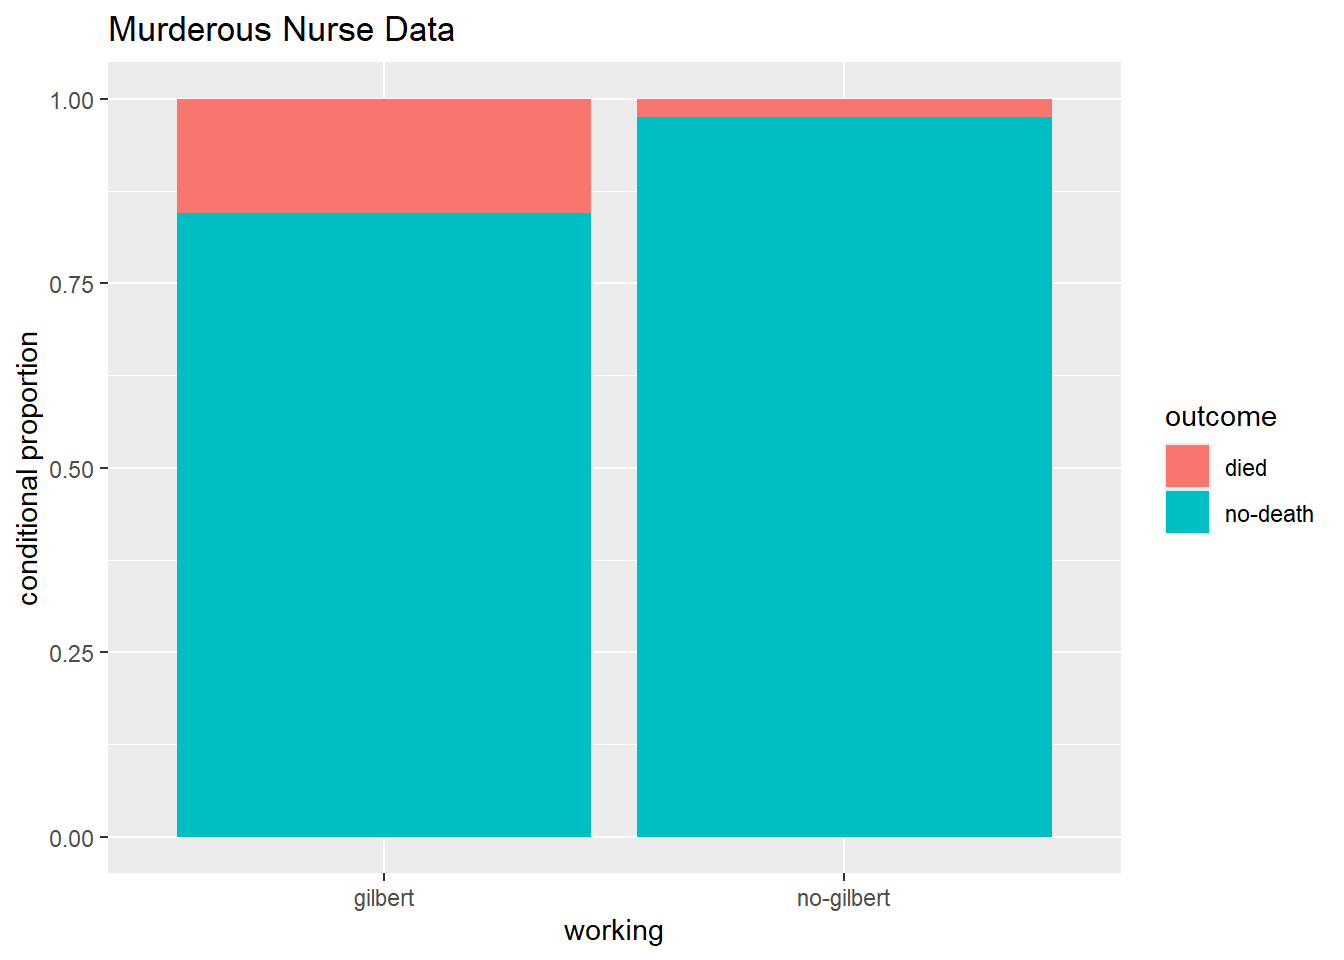 Murderous Nurse Data
conditional proportion
1.00
0.75
0.50
0.25
0.00
gilbert
no-gilbert
working
outcome
died
no-death